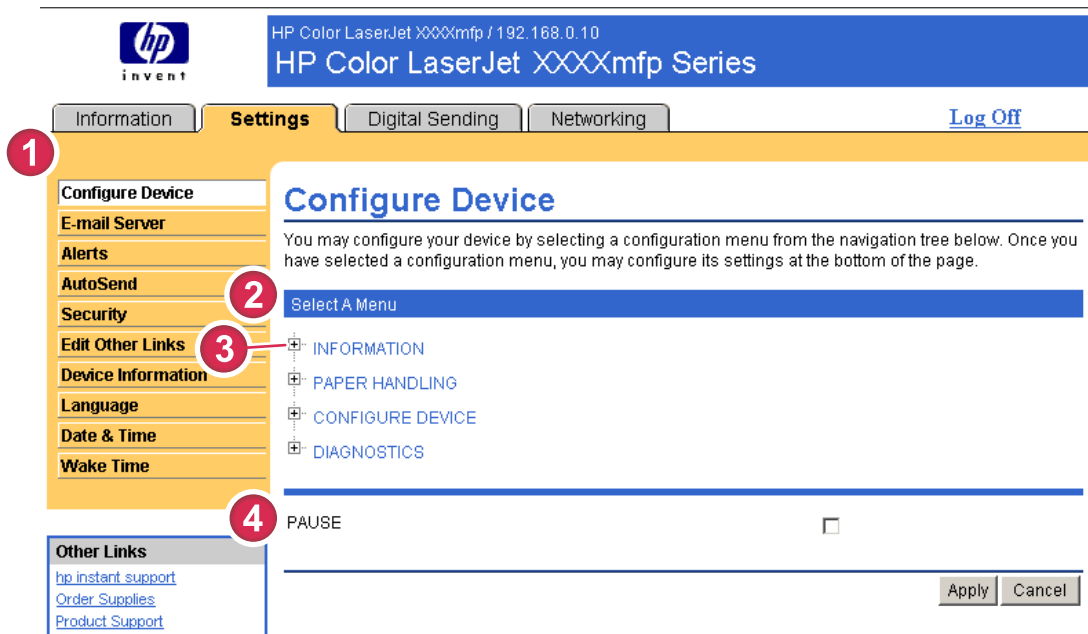 hp
invent
HP Color LaserJet XXXXmfp / 192.168.0.10
HP Color LaserJet XXXXmfp Series
Information
Settings
Digital Sending
Networking
Log Off
1
Configure Device
E-mail Server
Alerts
AutoSend
Security
Edit Other Links
Device Information
Language
Date & Time
Wake Time
Other Links
hp instant support
Order Supplies
Product Support
Configure Device
You may configure your device by selecting a configuration menu from the navigation tree below. Once you
have selected a configuration menu, you may configure its settings at the bottom of the page.
2
Select A Menu
3
INFORMATION
PAPER HANDLING
CONFIGURE DEVICE
DIAGNOSTICS
4
PAUSE
Apply
Cancel